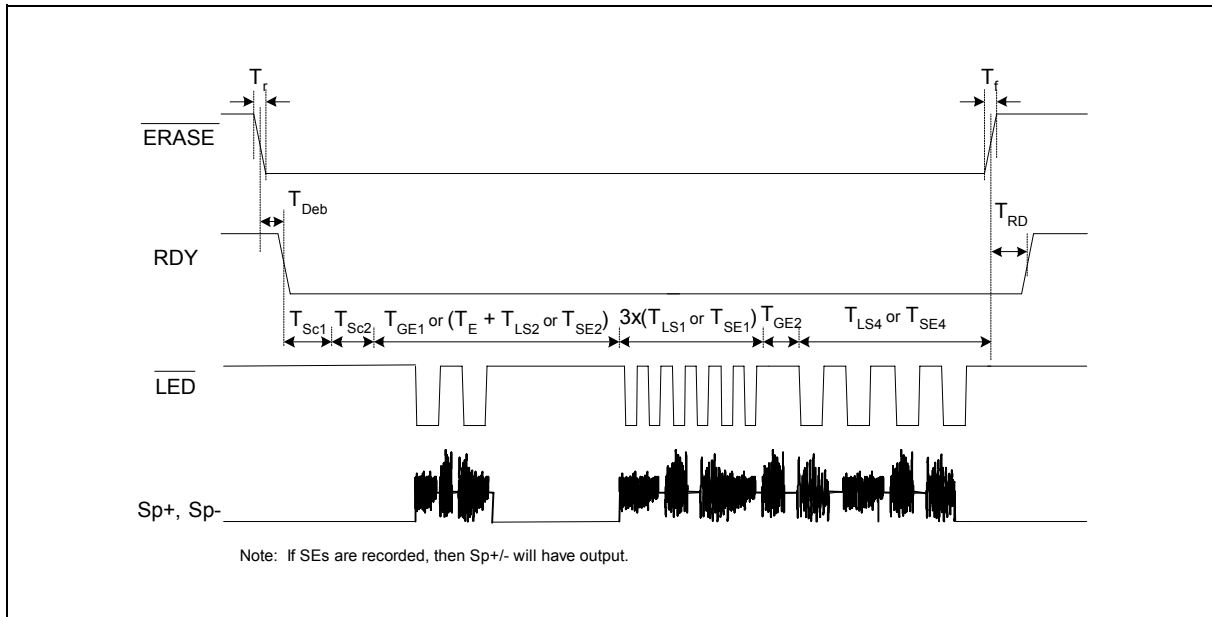 Tr
Tf
ERASE
TDeb
TRD
RDY
TSc1 TSc2 TGE1 or (TE + TLS2 or TSE2) 3x(TLS1 or TSE1) TGE2 TLS4 or TSE4
LED
Sp+, Sp-
Note: If SEs are recorded, then Sp+/- will have output.